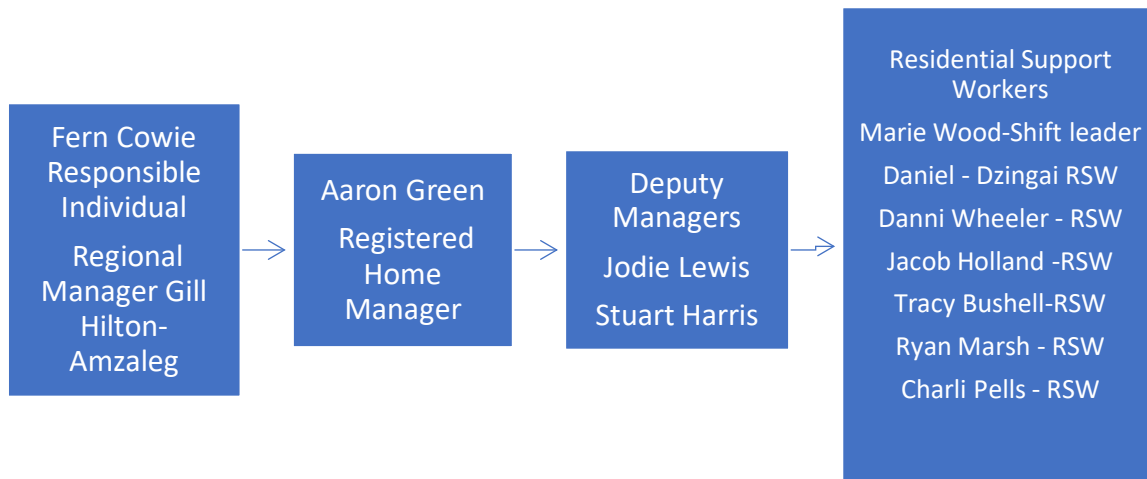 Fern Cowie
Responsible
Individual
Regional
Manager Gill
Hilton-
Amzaleg
Aaron Green
Registered
Home
Manager
Deputy
Managers
Jodie Lewis
Stuart Harris
Residential Support
Workers
Marie Wood-Shift leader
Daniel - Dzingai RSW
Danni Wheeler - RSW
Jacob Holland -RSW
Tracy Bushell-RSW
Ryan Marsh - RSW
Charli Pells - RSW